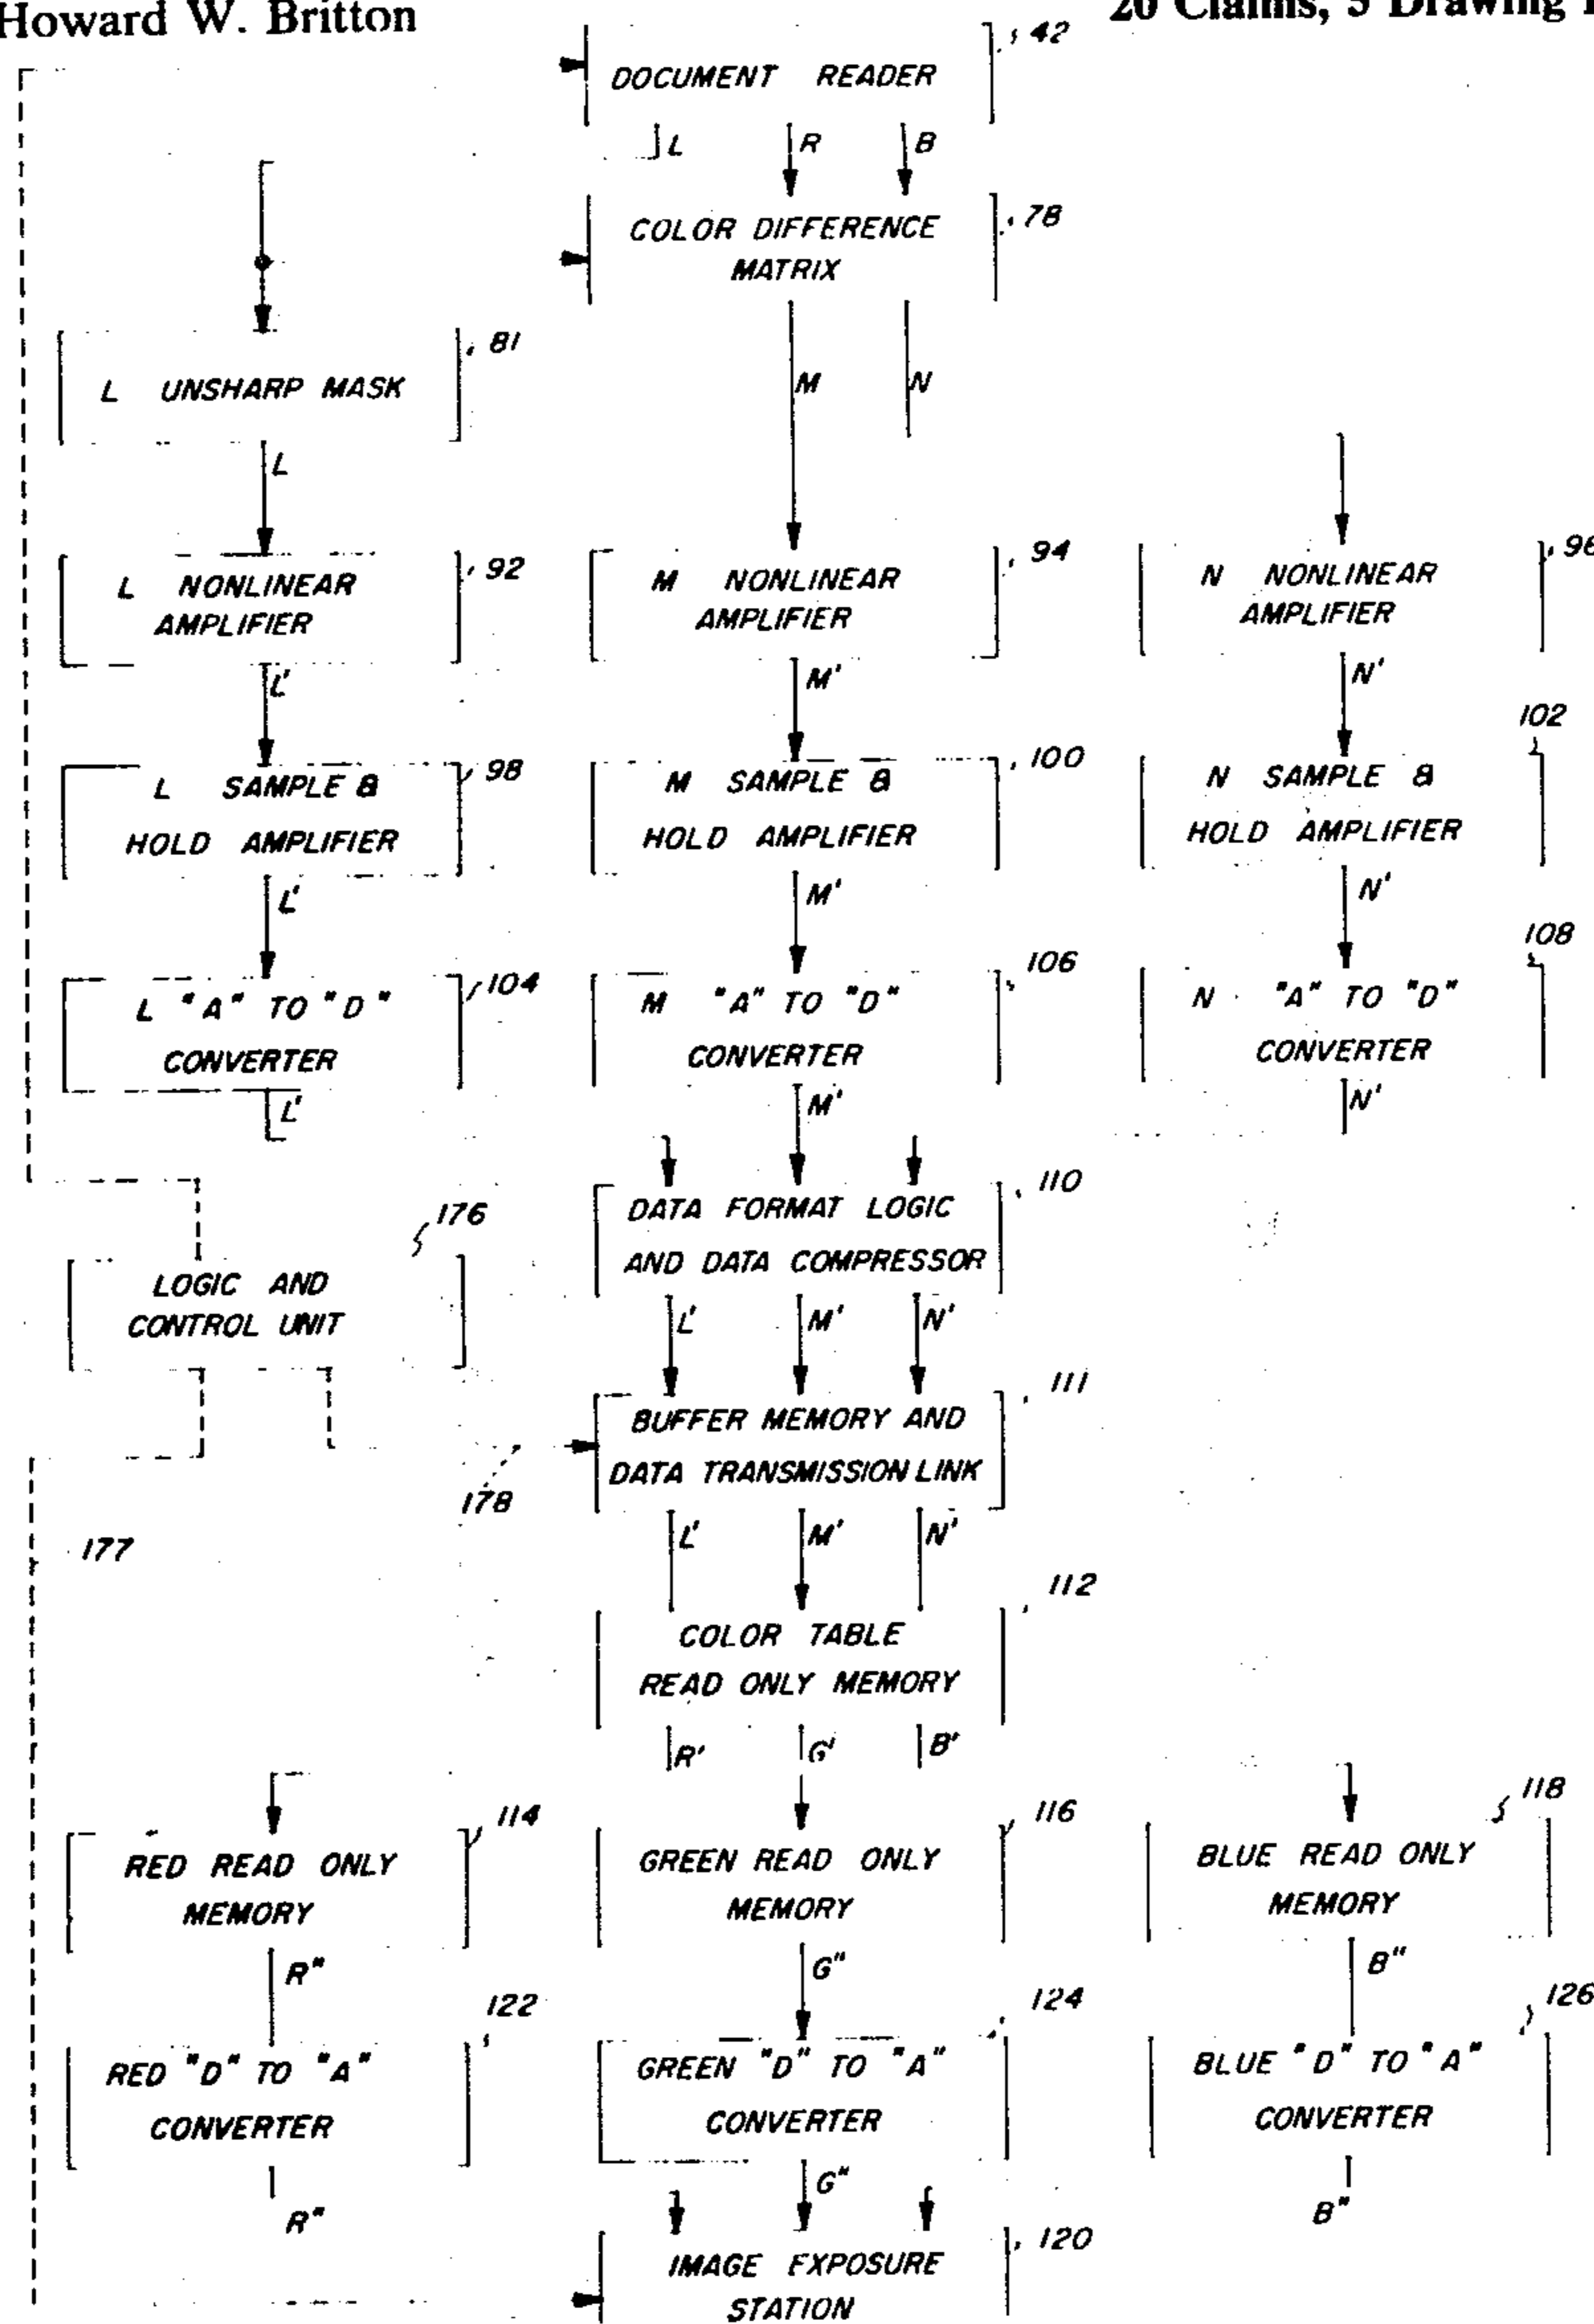 Howard W. Britton
20 Claims, 5 Drawing
42
DOCUMENT READER
L R B
78
COLOR DIFFERENCE
MATRIX
81
L UNSHARP MASK
M N
L
92
L NONLINEAR
AMPLIFIER
94
M NONLINEAR
AMPLIFIER
96
N NONLINEAR
AMPLIFIER
L' M' N'
98
L SAMPLE &
HOLD AMPLIFIER
100
M SAMPLE &
HOLD AMPLIFIER
102
N SAMPLE &
HOLD AMPLIFIER
L' M' N'
104
L "A" TO "D"
CONVERTER
106
M "A" TO "D"
CONVERTER
108
N "A" TO "D"
CONVERTER
L' M' N'
110
DATA FORMAT LOGIC
AND DATA COMPRESSOR
176
LOGIC AND
CONTROL UNIT
L' M' N'
111
BUFFER MEMORY AND
DATA TRANSMISSION LINK
178
177
L' M' N'
112
COLOR TABLE
READ ONLY MEMORY
R' G' B'
114
RED READ ONLY
MEMORY
116
GREEN READ ONLY
MEMORY
118
BLUE READ ONLY
MEMORY
R" G" B"
122
RED "D" TO "A"
CONVERTER
124
GREEN "D" TO "A"
CONVERTER
126
BLUE "D" TO "A"
CONVERTER
R" G" B"
120
IMAGE EXPOSURE
STATION